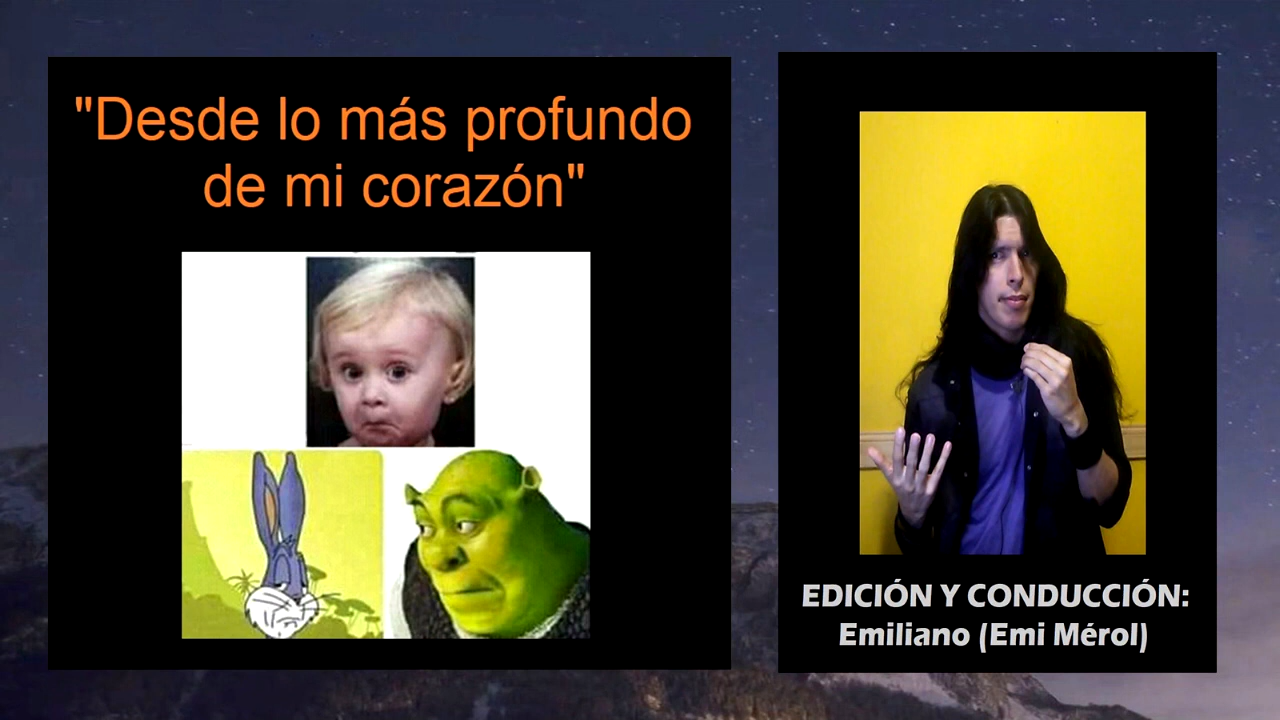 "Desde lo más profundo
de mi corazón"
EDICIÓN Y CONDUCCIÓN:
Emiliano (Emi Mérol)